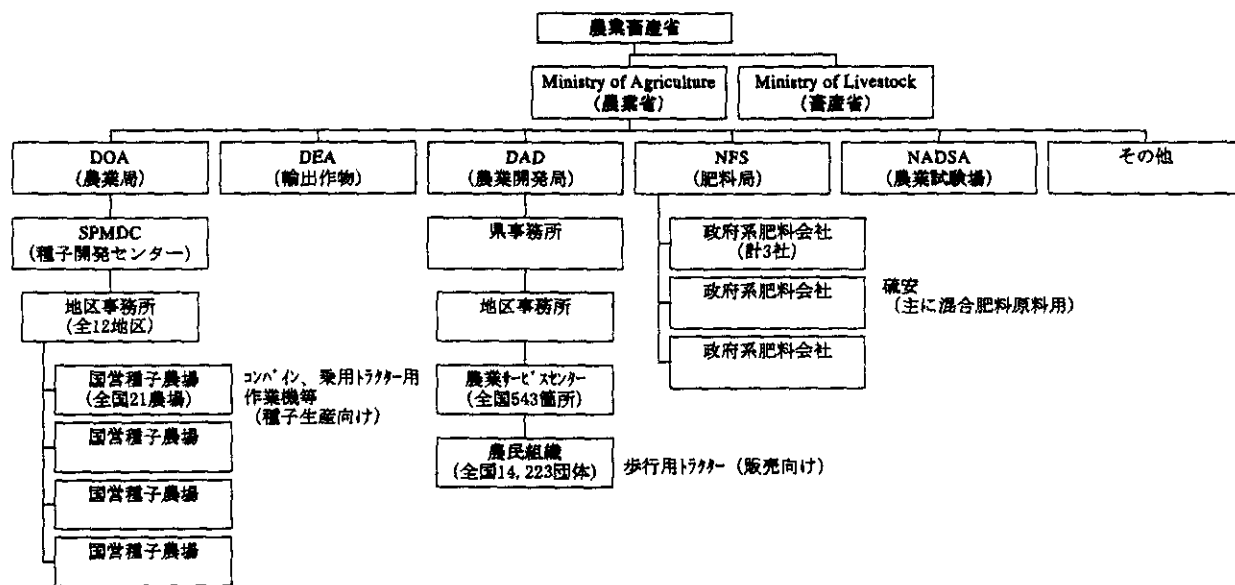 農業畜産省
Ministry of Agriculture
(農業省)
Ministry of Livestock
(畜産省)
DOA
(農業局)
DEA
(輸出作物)
DAD
(農業開発局)
NFS
(肥料局)
NADSA
(農業試験場)
その他
SPMDC
(種子開発センター)
地区事務所
(全12地区)
国営種子農場
(全国21農場)
国営種子農場
国営種子農場
国営種子農場
コンバイン、乗用トラクター用
作業機等
(種子生産向け)
県事務所
地区事務所
農業サービスセンター
(全国543箇所)
農民組織
(全国14,223団体)
歩行用トラクター (販売向け)
政府系肥料会社
(計3社)
政府系肥料会社
政府系肥料会社
硫安
(主に混合肥料原料用)